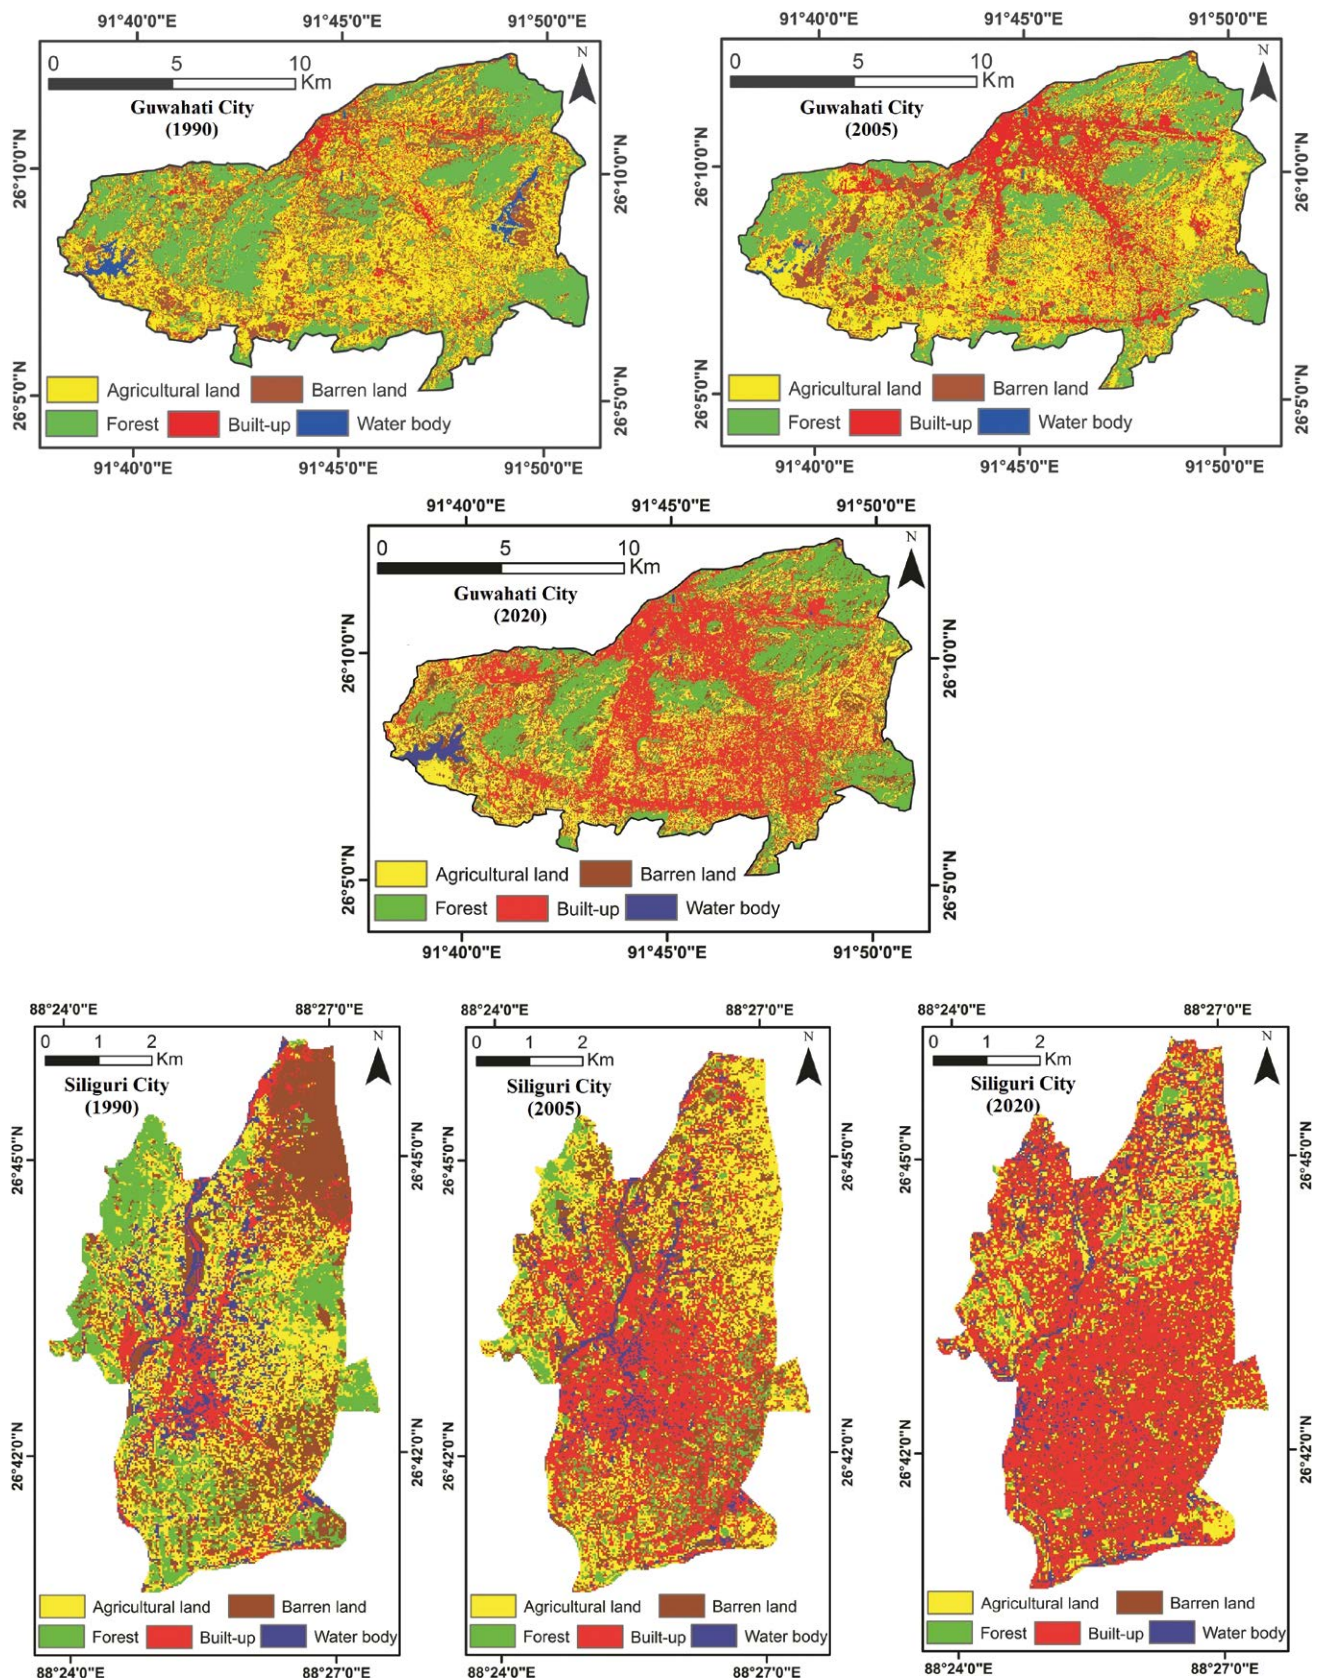 91°40'0"E 91°45'0"E 91°50'0"E
0 5 10
Km
N
Guwahati City
(1990)
26°10'0"N
26°10'0"N
26°5'0"N
26°5'0"N
Agricultural land Barren land
Forest Built-up Water body
91°40'0"E 91°45'0"E 91°50'0"E
91°40'0"E 91°45'0"E 91°50'0"E
0 5 10
Km
N
Guwahati City
(2005)
26°10'0"N
26°10'0"N
26°5'0"N
26°5'0"N
Agricultural land Barren land
Forest Built-up Water body
91°40'0"E 91°45'0"E 91°50'0"E
91°40'0"E 91°45'0"E 91°50'0"E
0 5 10
Km
N
Guwahati City
(2020)
26°10'0"N
26°10'0"N
26°5'0"N
26°5'0"N
Agricultural land Barren land
Forest Built-up Water body
91°40'0"E 91°45'0"E 91°50'0"E
88°24'0"E 88°27'0"E
0 1 2
Km
N
Siliguri City
(1990)
26°45'0"N
26°45'0"N
26°42'0"N
26°42'0"N
Agricultural land Barren land
Forest Built-up Water body
88°24'0"E 88°27'0"E
88°24'0"E 88°27'0"E
0 1 2
Km
N
Siliguri City
(2005)
26°45'0"N
26°45'0"N
26°42'0"N
26°42'0"N
Agricultural land Barren land
Forest Built-up Water body
88°24'0"E 88°27'0"E
88°24'0"E 88°27'0"E
0 1 2
Km
N
Siliguri City
(2020)
26°45'0"N
26°45'0"N
26°42'0"N
26°42'0"N
Agricultural land Barren land
Forest Built-up Water body
88°24'0"E 88°27'0"E